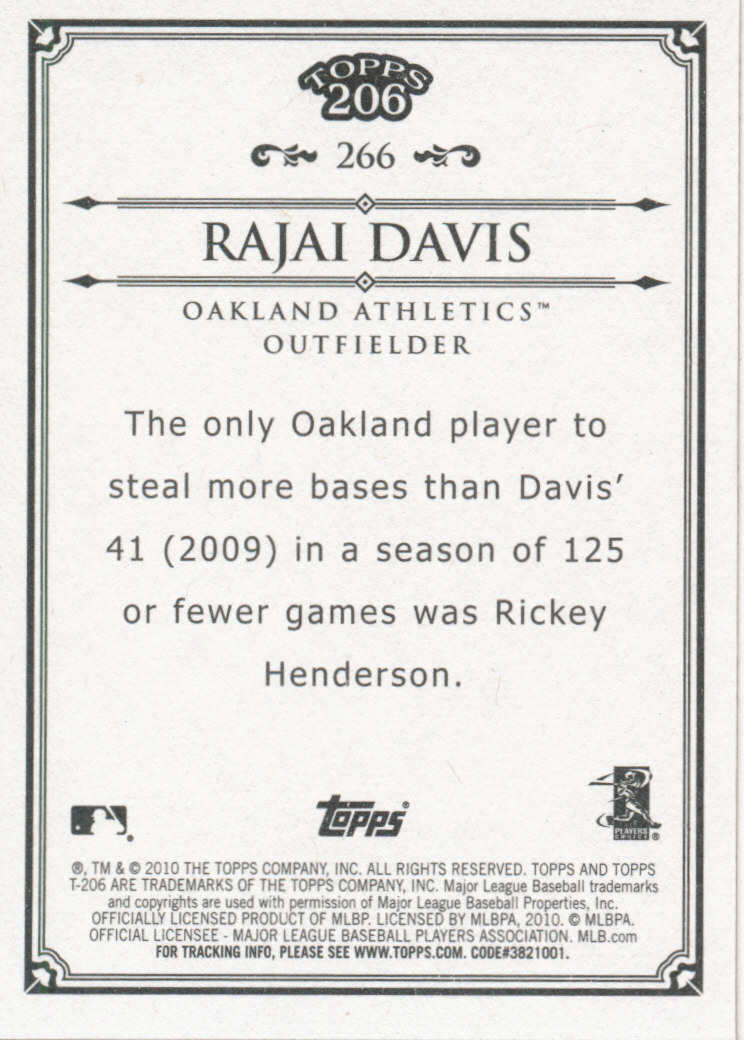 TOPPS
206
266
RAJAI DAVIS
OAKLAND ATHLETICS™
OUTFIELDER
The only Oakland player to
steal more bases than Davis'
41 (2009) in a season of 125
or fewer games was Rickey
Henderson.
Topps®
PLAYERS
CHOICE ®
®, TM & © 2010 THE TOPPS COMPANY, INC. ALL RIGHTS RESERVED. TOPPS AND TOPPS
T-206 ARE TRADEMARKS OF THE TOPPS COMPANY, INC. Major League Baseball trademarks
and copyrights are used with permission of Major League Baseball Properties, Inc.
OFFICIALLY LICENSED PRODUCT OF MLBP. LICENSED BY MLBPA, 2010. © MLBPA.
OFFICIAL LICENSEE - MAJOR LEAGUE BASEBALL PLAYERS ASSOCIATION. MLB.com
FOR TRACKING INFO, PLEASE SEE WWW.TOPPS.COM. CODE#3821001.